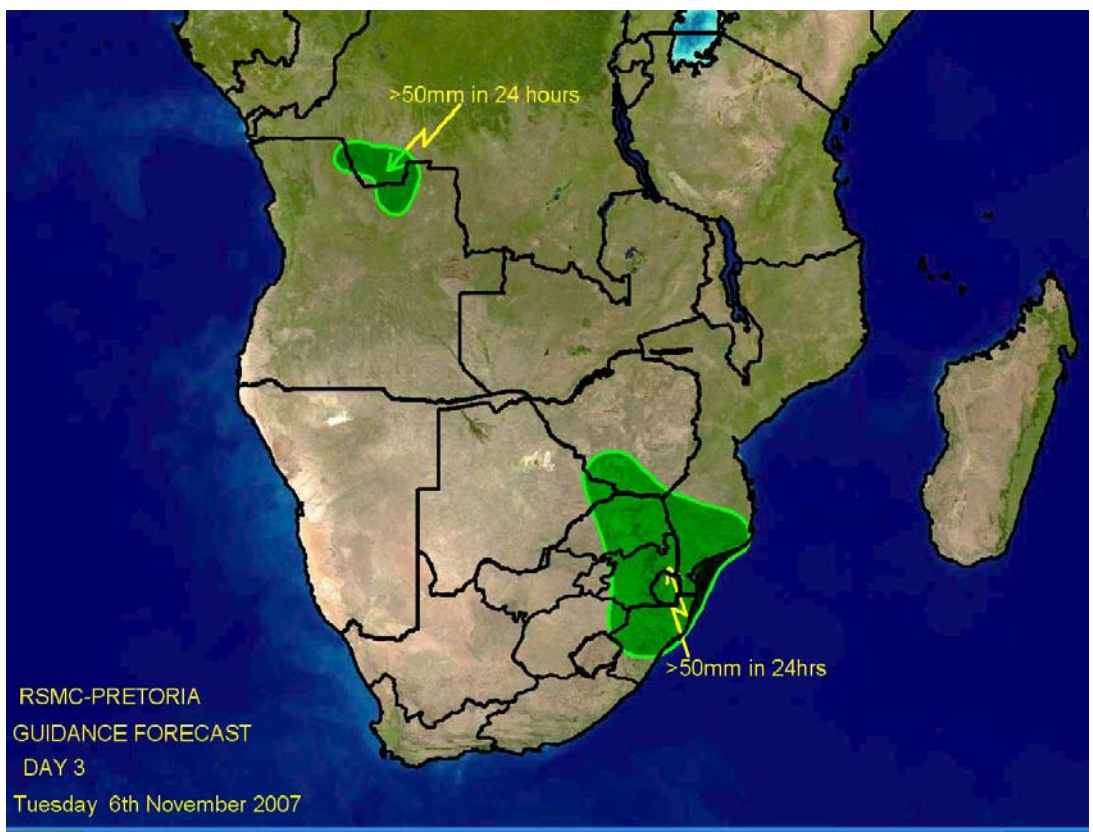 >50mm in 24 hours
>50mm in 24hrs
RSMC-PRETORIA
GUIDANCE FORECAST
DAY 3
Tuesday 6th November 2007